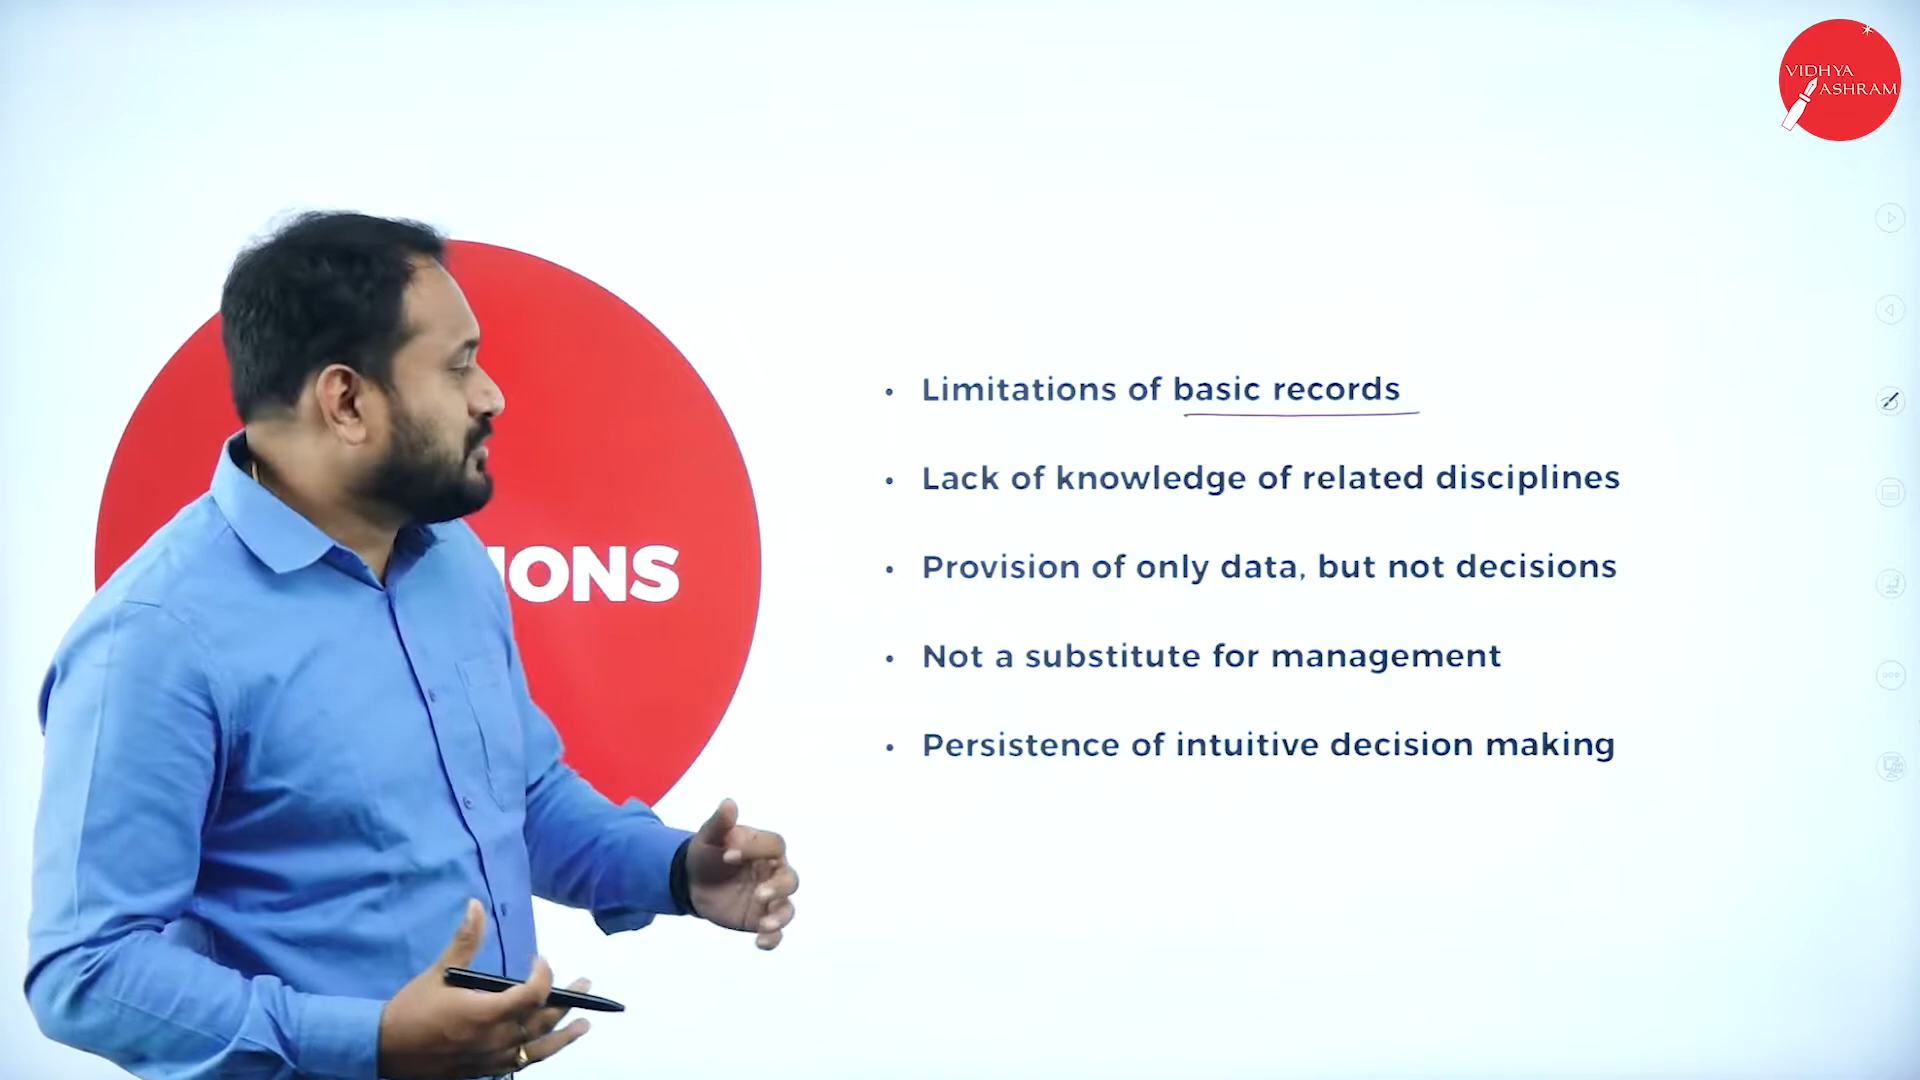 VIDHYA
ASHRAM
IONS
• Limitations of basic records
• Lack of knowledge of related disciplines
• Provision of only data, but not decisions
• Not a substitute for management
• Persistence of intuitive decision making